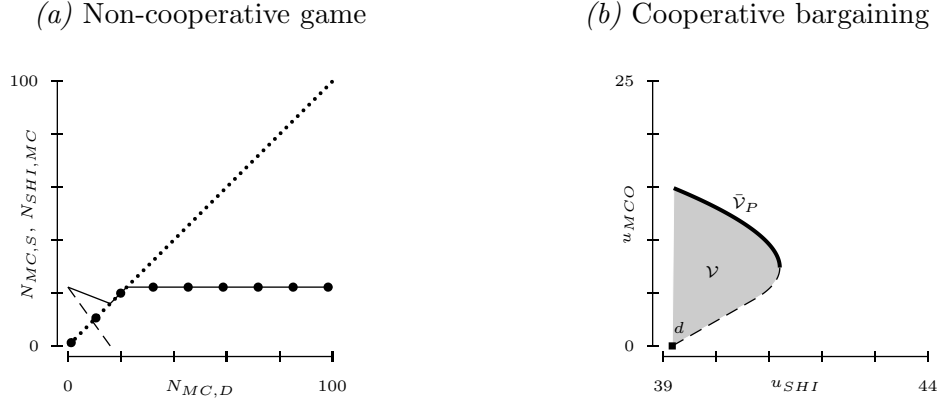 (a) Non-cooperative game
100
N_{MC,S}, N_{SHI,MC}
0
0
N_{MC,D}
100
(b) Cooperative bargaining
25
u_{MCO}
\bar{𝒱}_P
𝒱
d
0
39
u_{SHI}
44